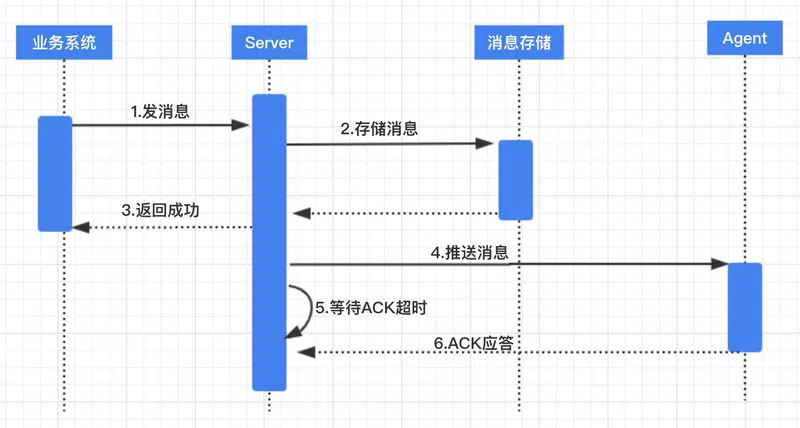 业务系统
Server
消息存储
Agent
1.发消息
2.存储消息
3.返回成功
4.推送消息
5.等待ACK超时
6.ACK应答